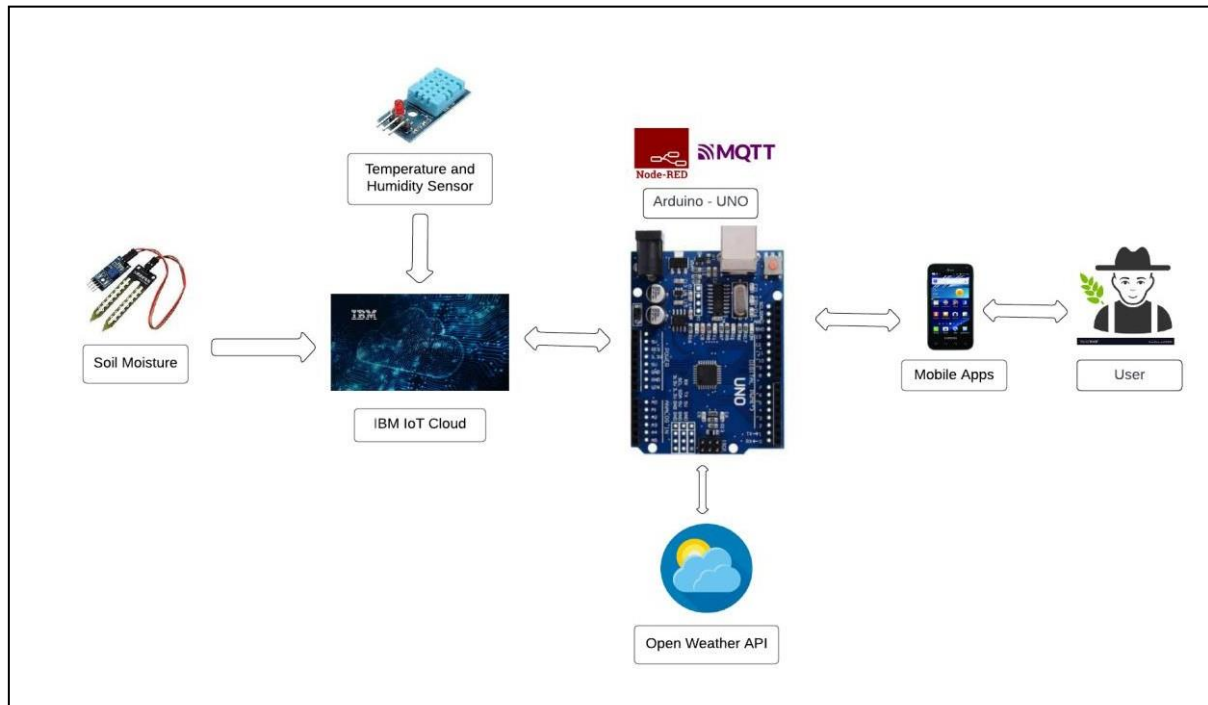 Temperature and
Humidity Sensor
Node-RED
MQTT
Arduino - UNO
Soil Moisture
IBM
IBM IoT Cloud
UNO
Mobile Apps
User
Open Weather API